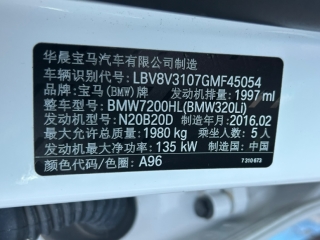 华晨宝马汽车有限公司制造
车辆识别代号: LBV8V3107GMF45054
品牌: 宝马(BMW)牌 发动机排量: 1997 ml
整车型号: BMW7200HL(BMW320Li)
发动机型号: N20B20D 制造年月: 2016.02
最大允许总质量: 1980 kg 乘坐人数: 5 人
发动机最大净功率: 135 kW 制造国: 中国
颜色代码/色圈: A96 7 310 673